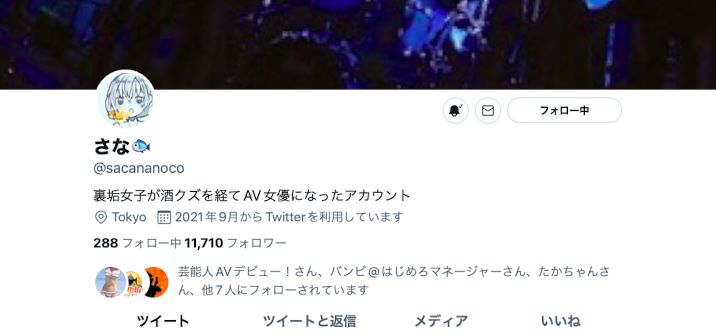 フォロー中
さな🐟
@sacananoco
裏垢女子が酒クズを経てAV女優になったアカウント
Tokyo 2021年9月からTwitterを利用しています
288 フォロー中 11,710 フォロワー
芸能人AVデビュー！さん、バンビ@はじめろマネージャーさん、たかちゃんさ
ん、他7人にフォローされています
ツイート ツイートと返信 メディア いいね